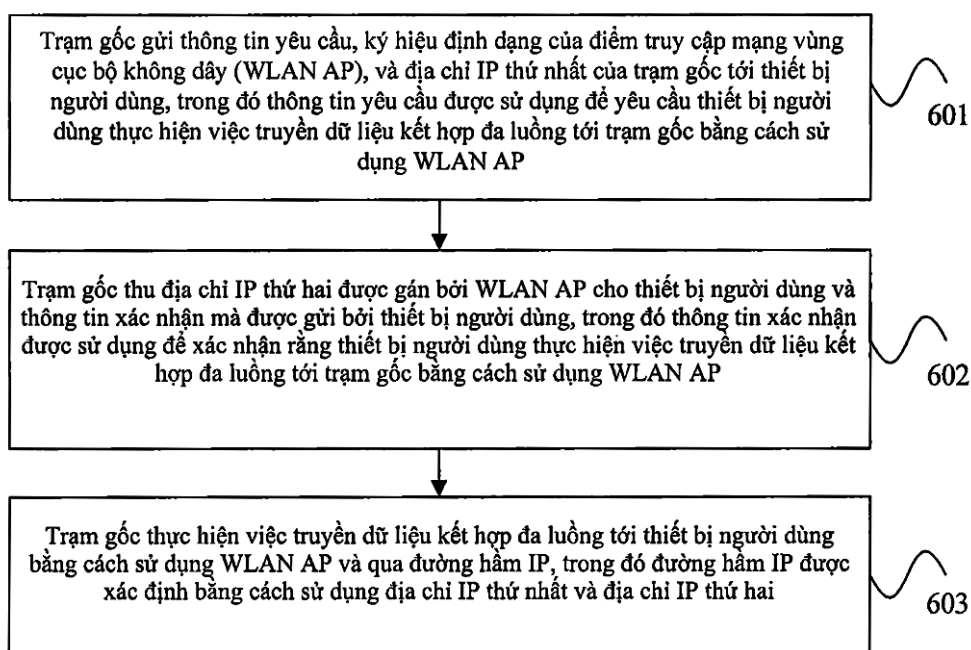 Trạm gốc gửi thông tin yêu cầu, ký hiệu định dạng của điểm truy cập mạng vùng
cục bộ không dây (WLAN AP), và địa chỉ IP thứ nhất của trạm gốc tới thiết bị
người dùng, trong đó thông tin yêu cầu được sử dụng để yêu cầu thiết bị người
dùng thực hiện việc truyền dữ liệu kết hợp đa luồng tới trạm gốc bằng cách sử
dụng WLAN AP
601
Trạm gốc thu địa chỉ IP thứ hai được gán bởi WLAN AP cho thiết bị người dùng và
thông tin xác nhận mà được gửi bởi thiết bị người dùng, trong đó thông tin xác nhận
được sử dụng để xác nhận rằng thiết bị người dùng thực hiện việc truyền dữ liệu kết
hợp đa luồng tới trạm gốc bằng cách sử dụng WLAN AP
602
Trạm gốc thực hiện việc truyền dữ liệu kết hợp đa luồng tới thiết bị người dùng
bằng cách sử dụng WLAN AP và qua đường hầm IP, trong đó đường hầm IP được
xác định bằng cách sử dụng địa chỉ IP thứ nhất và địa chỉ IP thứ hai
603